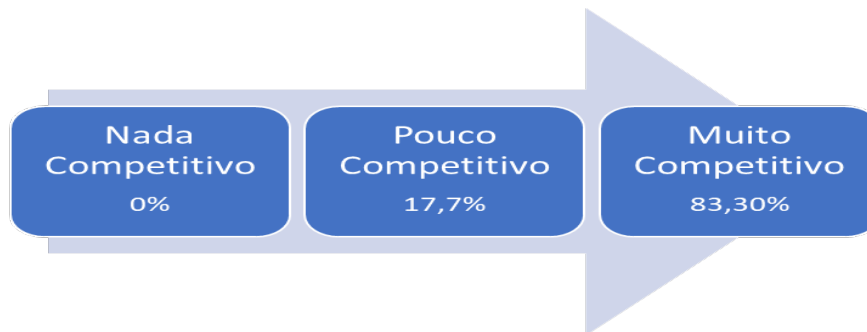 Nada
Competitivo
0%
Pouco
Competitivo
17,7%
Muito
Competitivo
83,30%